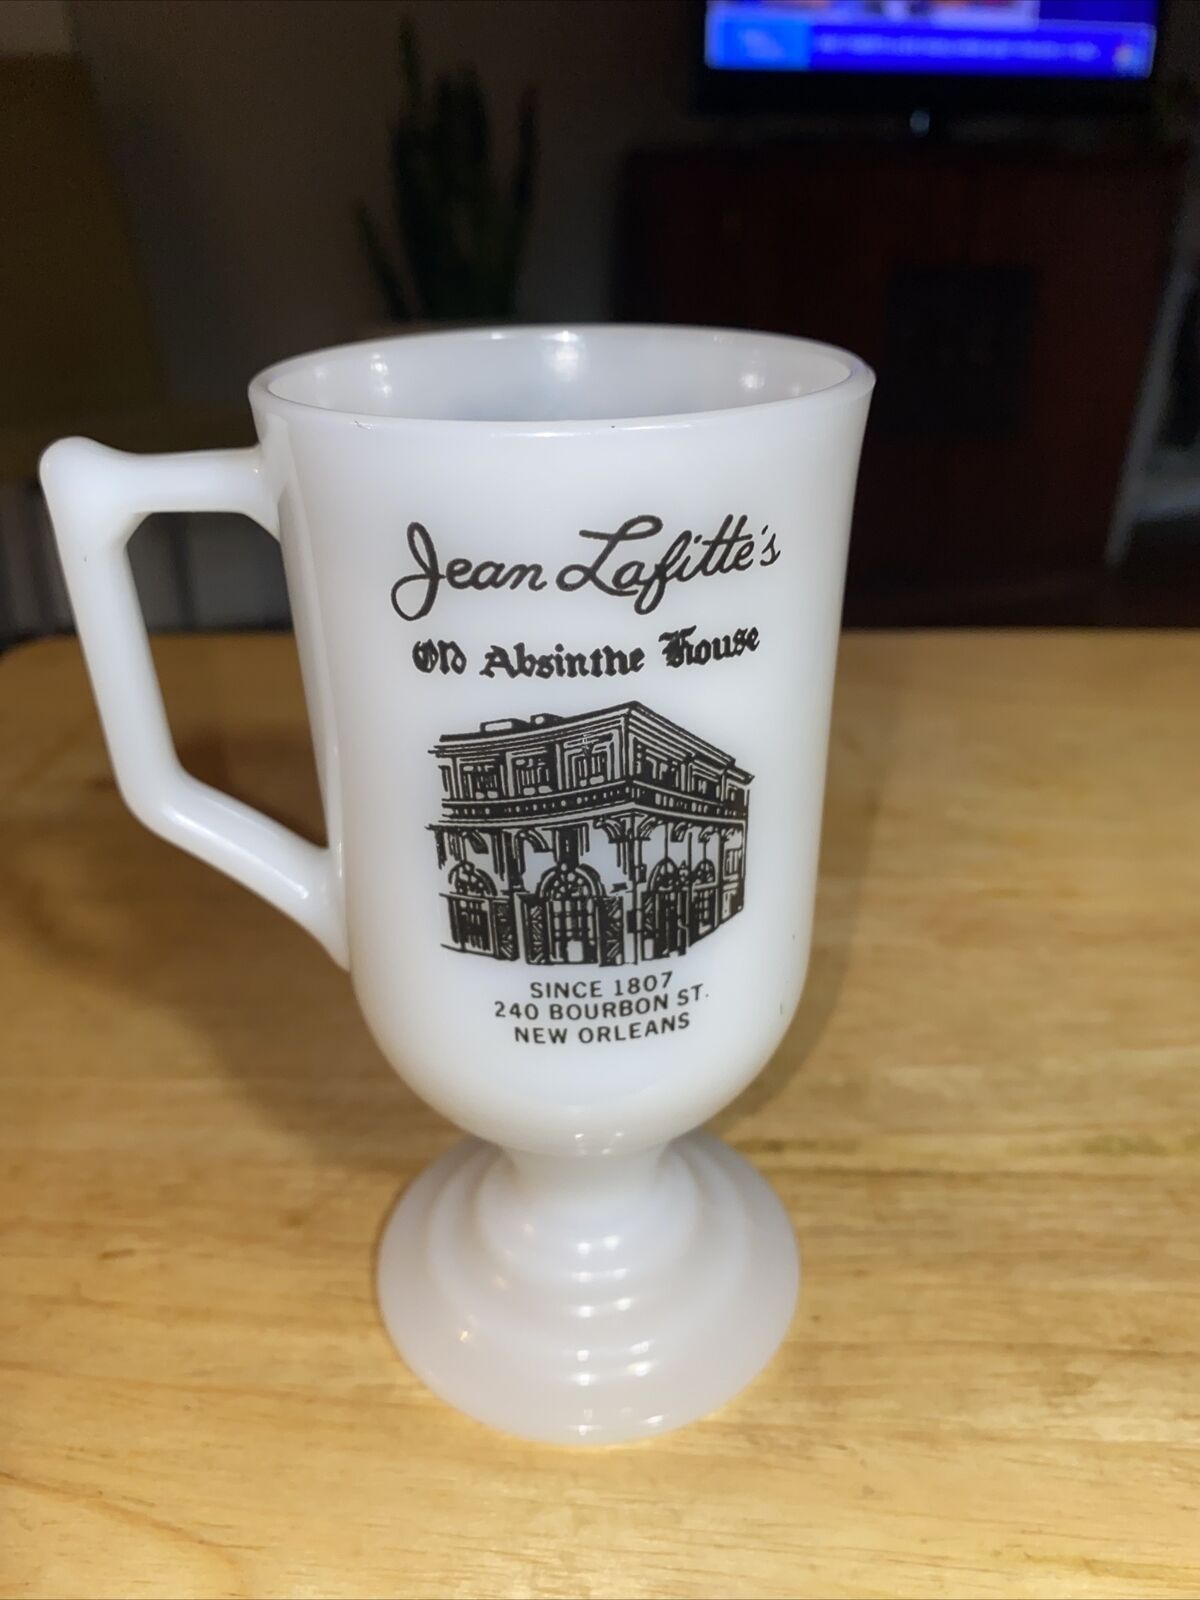 Jean Lafitte's
Old Absinthe House
SINCE 1807
240 BOURBON ST.
NEW ORLEANS